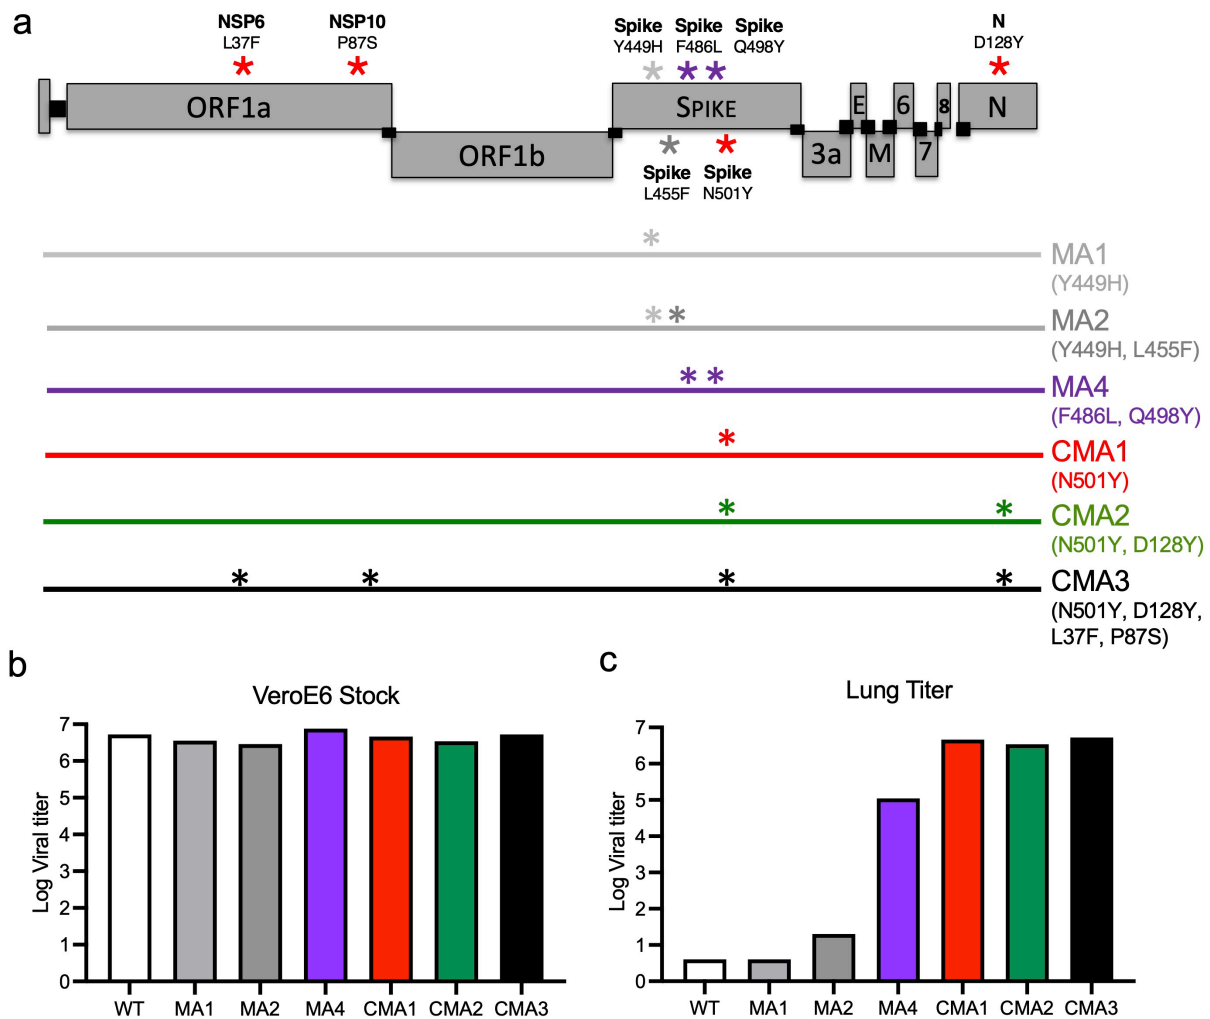 a
NSP6
L37F
NSP10
P87S
Spike
Y449H
Spike
F486L
Spike
Q498Y
N
D128Y
ORF1a
SPIKE
E
6
8
N
ORF1b
3a
M
7
Spike
L455F
Spike
N501Y
MA1
(Y449H)
MA2
(Y449H, L455F)
MA4
(F486L, Q498Y)
CMA1
(N501Y)
CMA2
(N501Y, D128Y)
CMA3
(N501Y, D128Y,
L37F, P87S)
b
VeroE6 Stock
Log Viral titer
7
6
5
4
3
2
1
0
WT MA1 MA2 MA4 CMA1 CMA2 CMA3
c
Lung Titer
Log Viral titer
7
6
5
4
3
2
1
0
WT MA1 MA2 MA4 CMA1 CMA2 CMA3